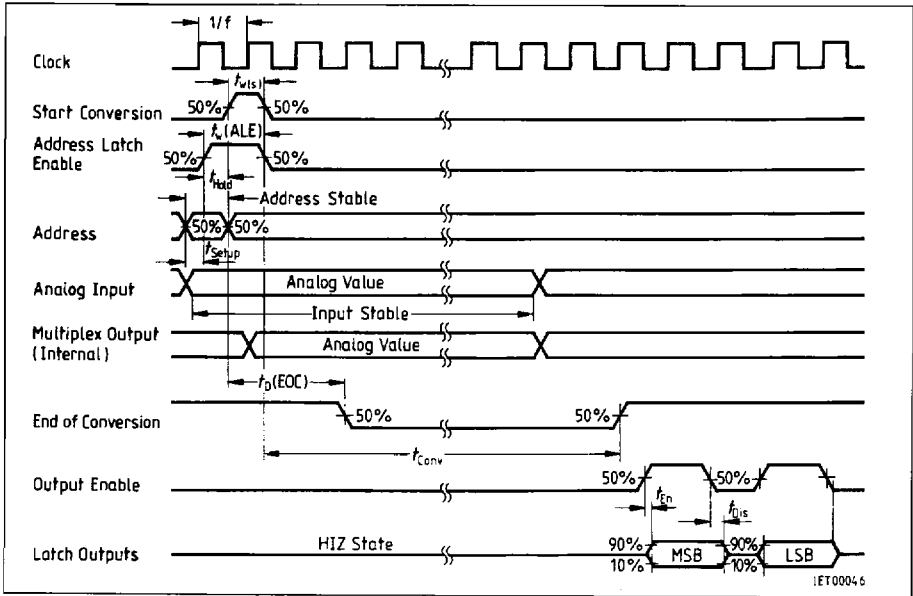 1/f
Clock
t_w(s)
Start Conversion 50% 50%
t_w(ALE)
Address Latch
Enable 50% 50%
t_Hold
Address Stable
Address 50% 50%
t_Setup
Analog Input Analog Value
Input Stable
Multiplex Output
(Internal) Analog Value
t_D(EOC)
End of Conversion 50% 50%
t_Conv
Output Enable 50% 50%
t_En
t_Dis
Latch Outputs HIZ State 90% MSB 90% LSB
10% 10%
IET00046